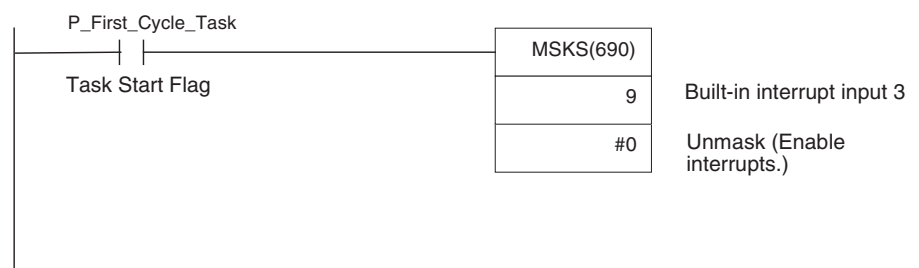 P_First_Cycle_Task
MSKS(690)
Task Start Flag
9
Built-in interrupt input 3
#0
Unmask (Enable
interrupts.)